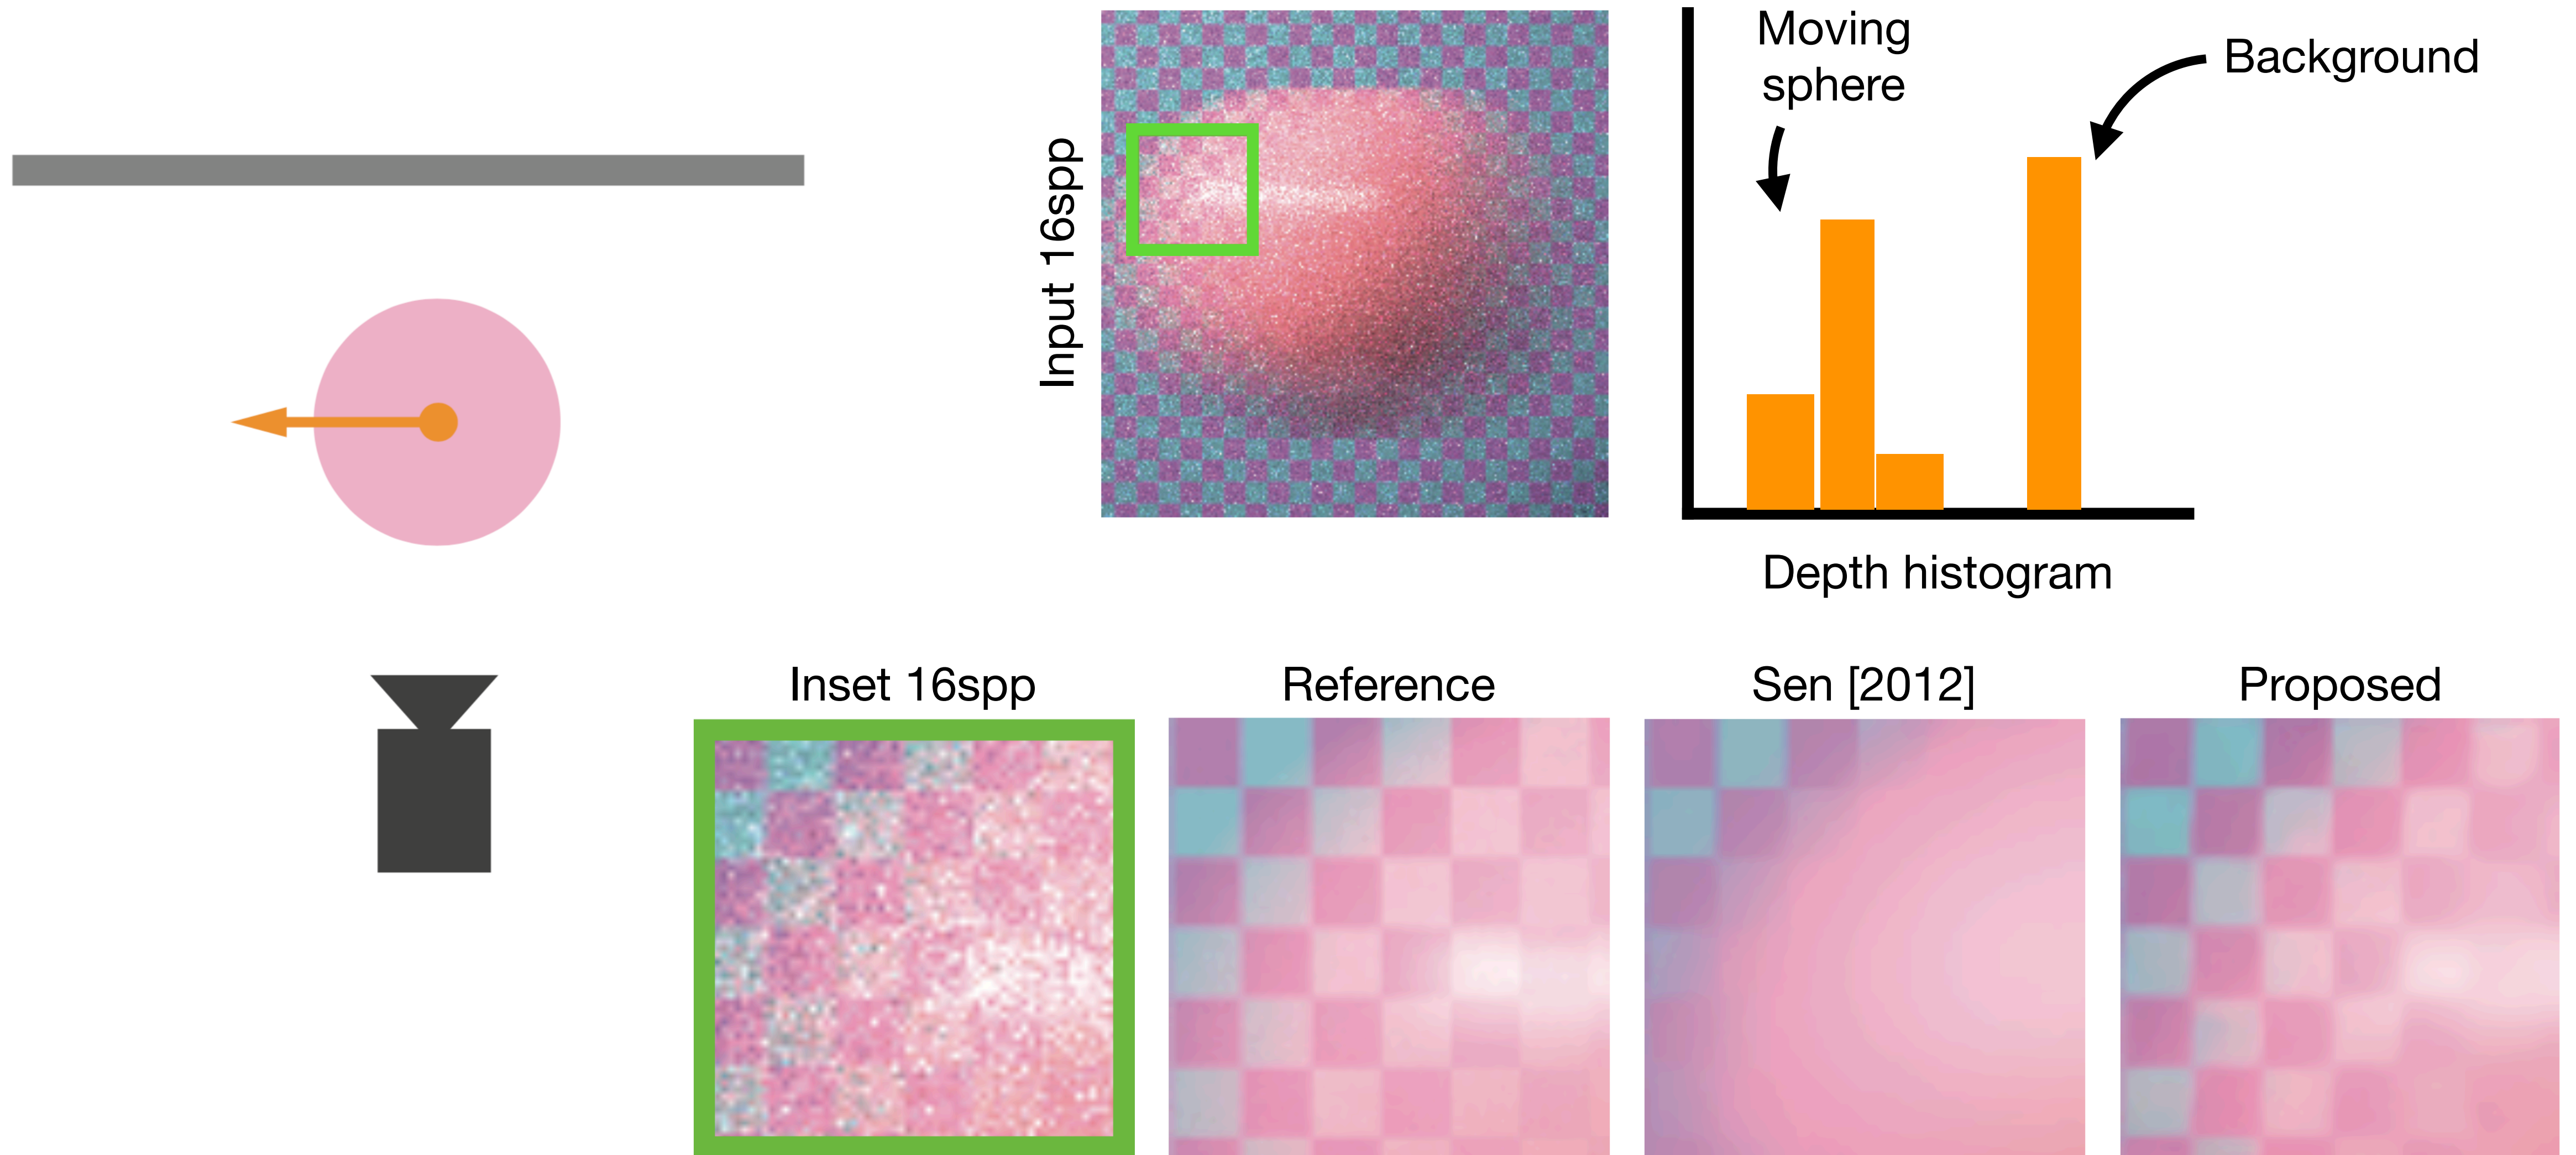 Input 16spp
Moving
sphere
Background
Depth histogram
Inset 16spp
Reference
Sen [2012]
Proposed